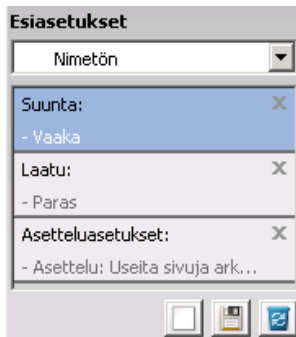 Esiasetukset
Nimetön
Suunta:
- Vaaka
Laatu:
- Paras
Asetteluasetukset:
- Asettelu: Useita sivuja ark...